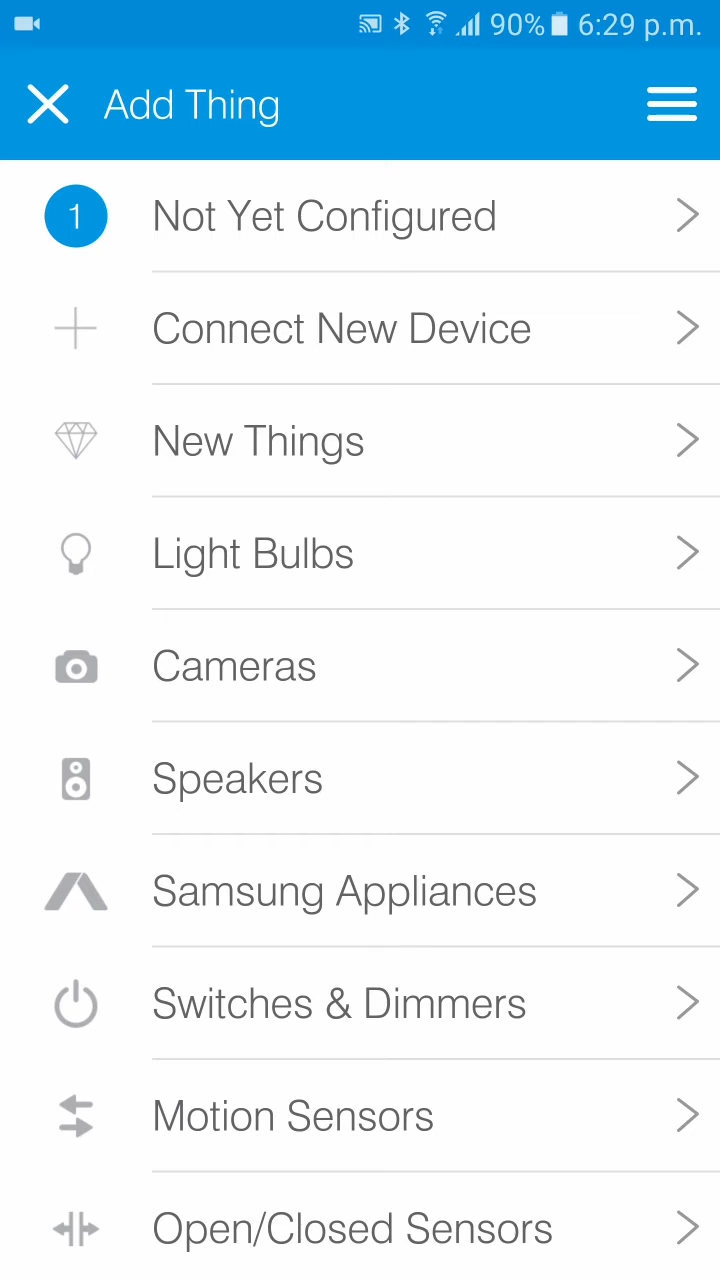 90% 6:29 p.m.
Add Thing
1 Not Yet Configured
Connect New Device
New Things
Light Bulbs
Cameras
Speakers
Samsung Appliances
Switches & Dimmers
Motion Sensors
Open/Closed Sensors